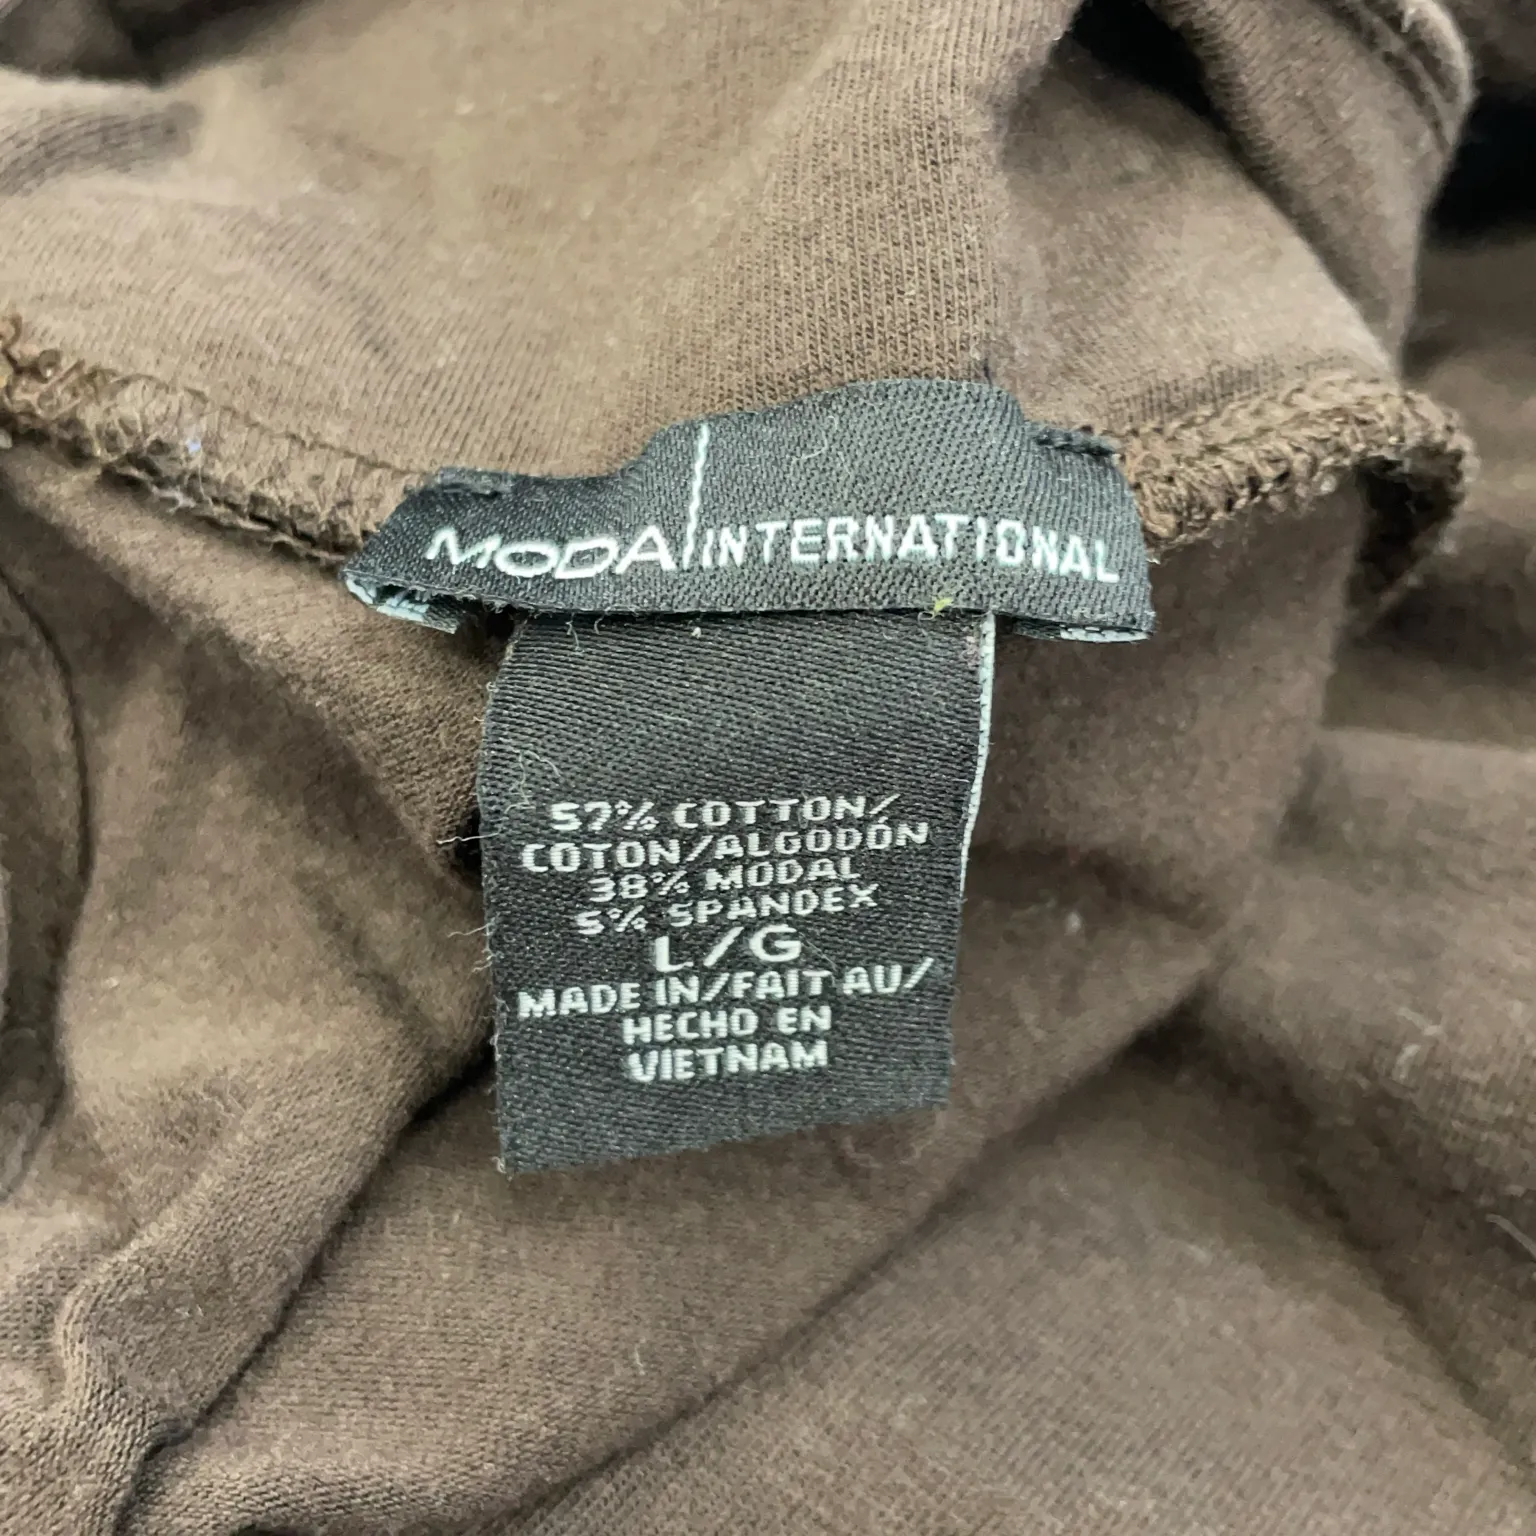 MODA|INTERNATIONAL
57% COTTON/
COTON/ALGODÓN
38% MODAL
5% SPANDEX
L/G
MADE IN/FAIT AU/
HECHO EN
VIETNAM